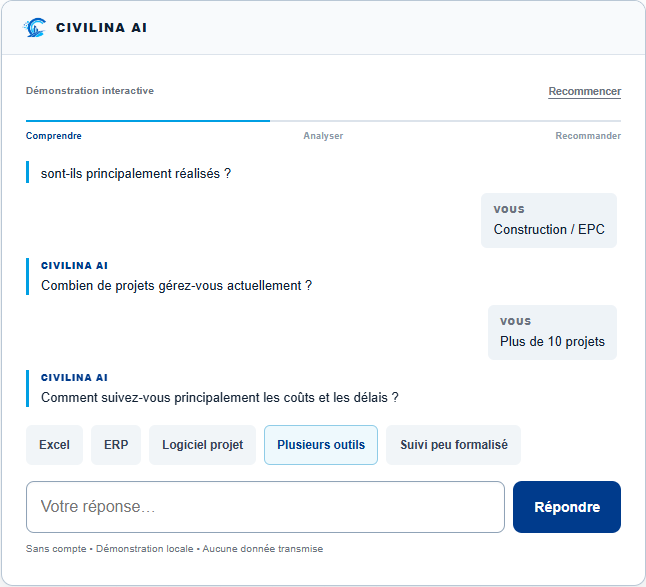 CIVILINA AI
Démonstration interactive
Recommencer
Comprendre
Analyser
Recommander
sont-ils principalement réalisés ?
VOUS
Construction / EPC
CIVILINA AI
Combien de projets gérez-vous actuellement ?
VOUS
Plus de 10 projets
CIVILINA AI
Comment suivez-vous principalement les coûts et les délais ?
Excel
ERP
Logiciel projet
Plusieurs outils
Suivi peu formalisé
Votre réponse…
Répondre
Sans compte • Démonstration locale • Aucune donnée transmise